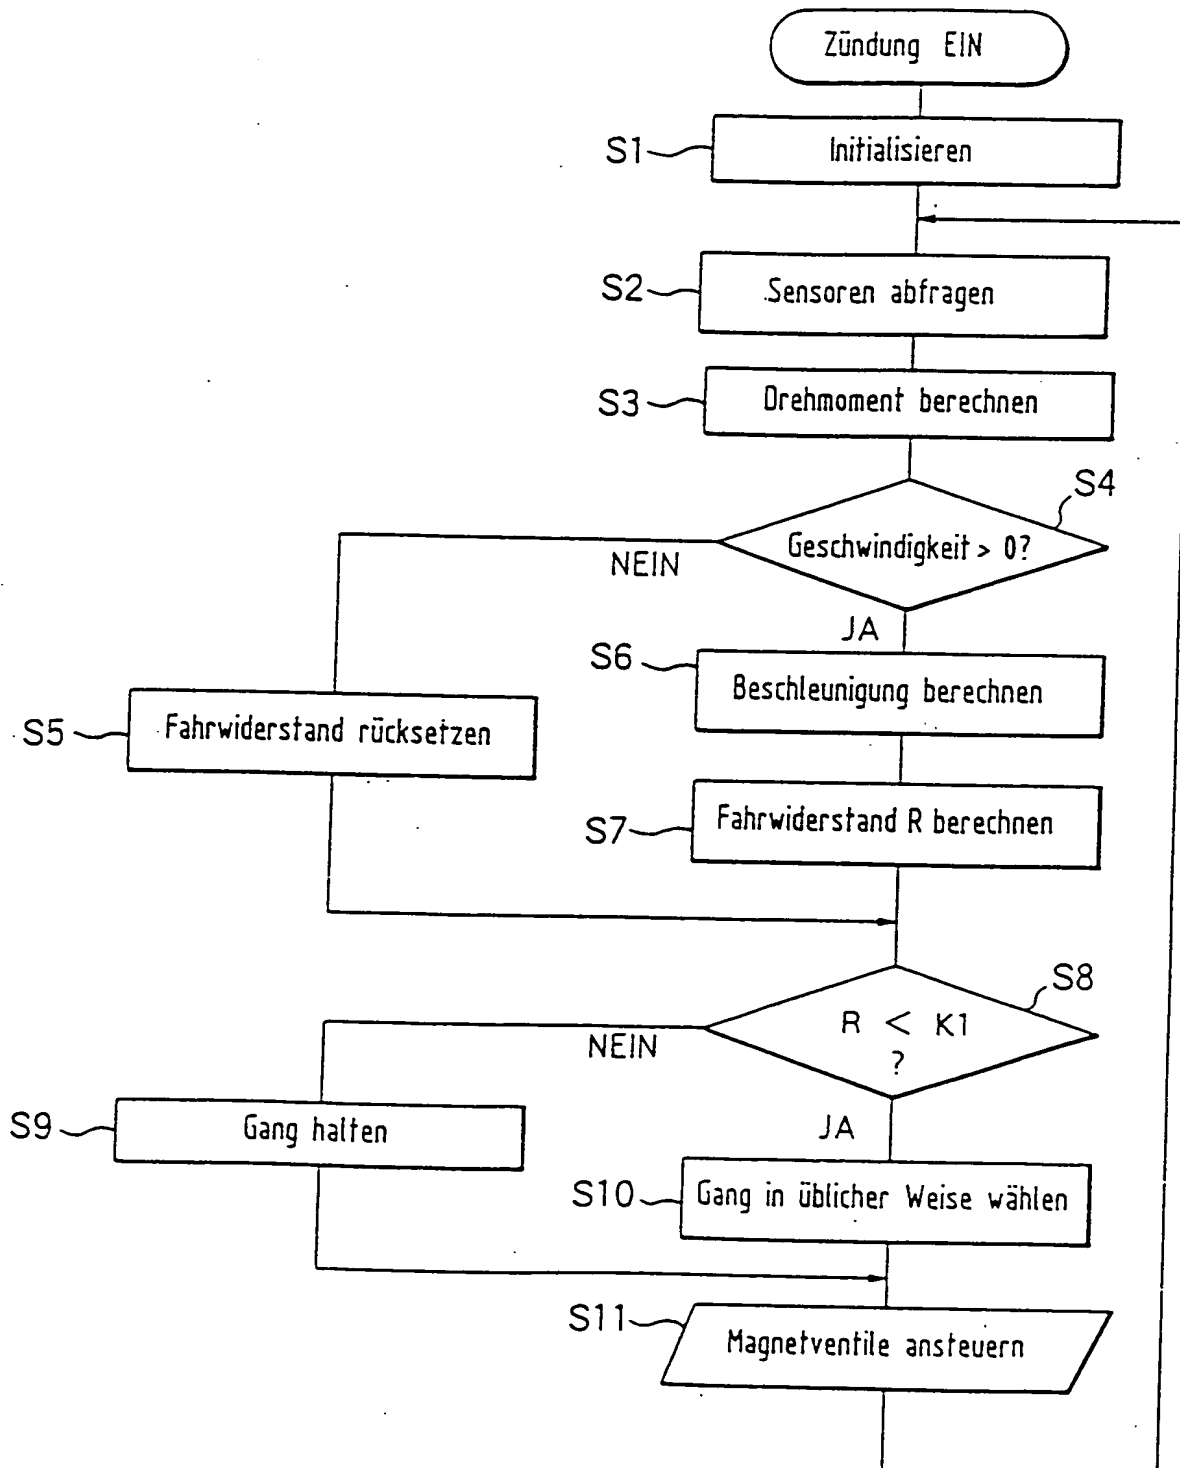 Zündung EIN
S1
Initialisieren
S2
Sensoren abfragen
S3
Drehmoment berechnen
S4
Geschwindigkeit > 0?
NEIN
JA
S6
Beschleunigung berechnen
S5
Fahrwiderstand rücksetzen
S7
Fahrwiderstand R berechnen
S8
R < K1
?
NEIN
JA
S9
Gang halten
S10
Gang in üblicher Weise wählen
S11
Magnetventile ansteuern